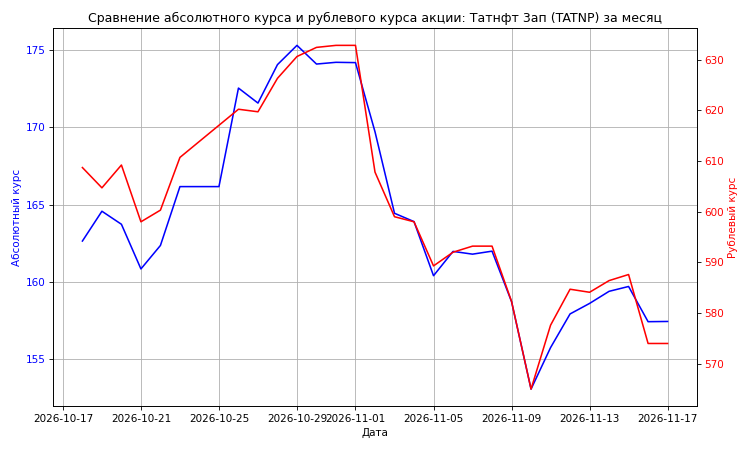 Сравнение абсолютного курса и рублевого курса акции: Татнфт 3ап (TATNP) за месяц
175
170
165
160
155
Абсолютный курс
630
620
610
600
590
580
570
Рублевый курс
2026-10-17 2026-10-21 2026-10-25 2026-10-29 2026-11-01 2026-11-05 2026-11-09 2026-11-13 2026-11-17
Дата